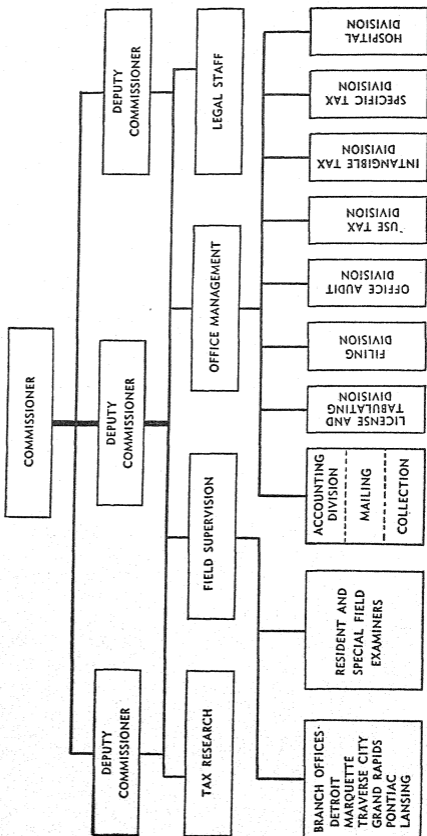 COMMISSIONER
DEPUTY
COMMISSIONER
DEPUTY
COMMISSIONER
DEPUTY
COMMISSIONER
TAX RESEARCH
FIELD SUPERVISION
OFFICE MANAGEMENT
LEGAL STAFF
BRANCH OFFICES·
DETROIT
MARQUETTE
TRAVERSE CITY
GRAND RAPIDS
PONTIAC
LANSING
RESIDENT AND
SPECIAL FIELD
EXAMINERS
ACCOUNTING
DIVISION
MAILING
COLLECTION
LICENSE AND
TABULATING
DIVISION
FILING
DIVISION
OFFICE AUDIT
DIVISION
USE TAX
DIVISION
INTANGIBLE TAX
DIVISION
SPECIFIC TAX
DIVISION
HOSPITAL
DIVISION